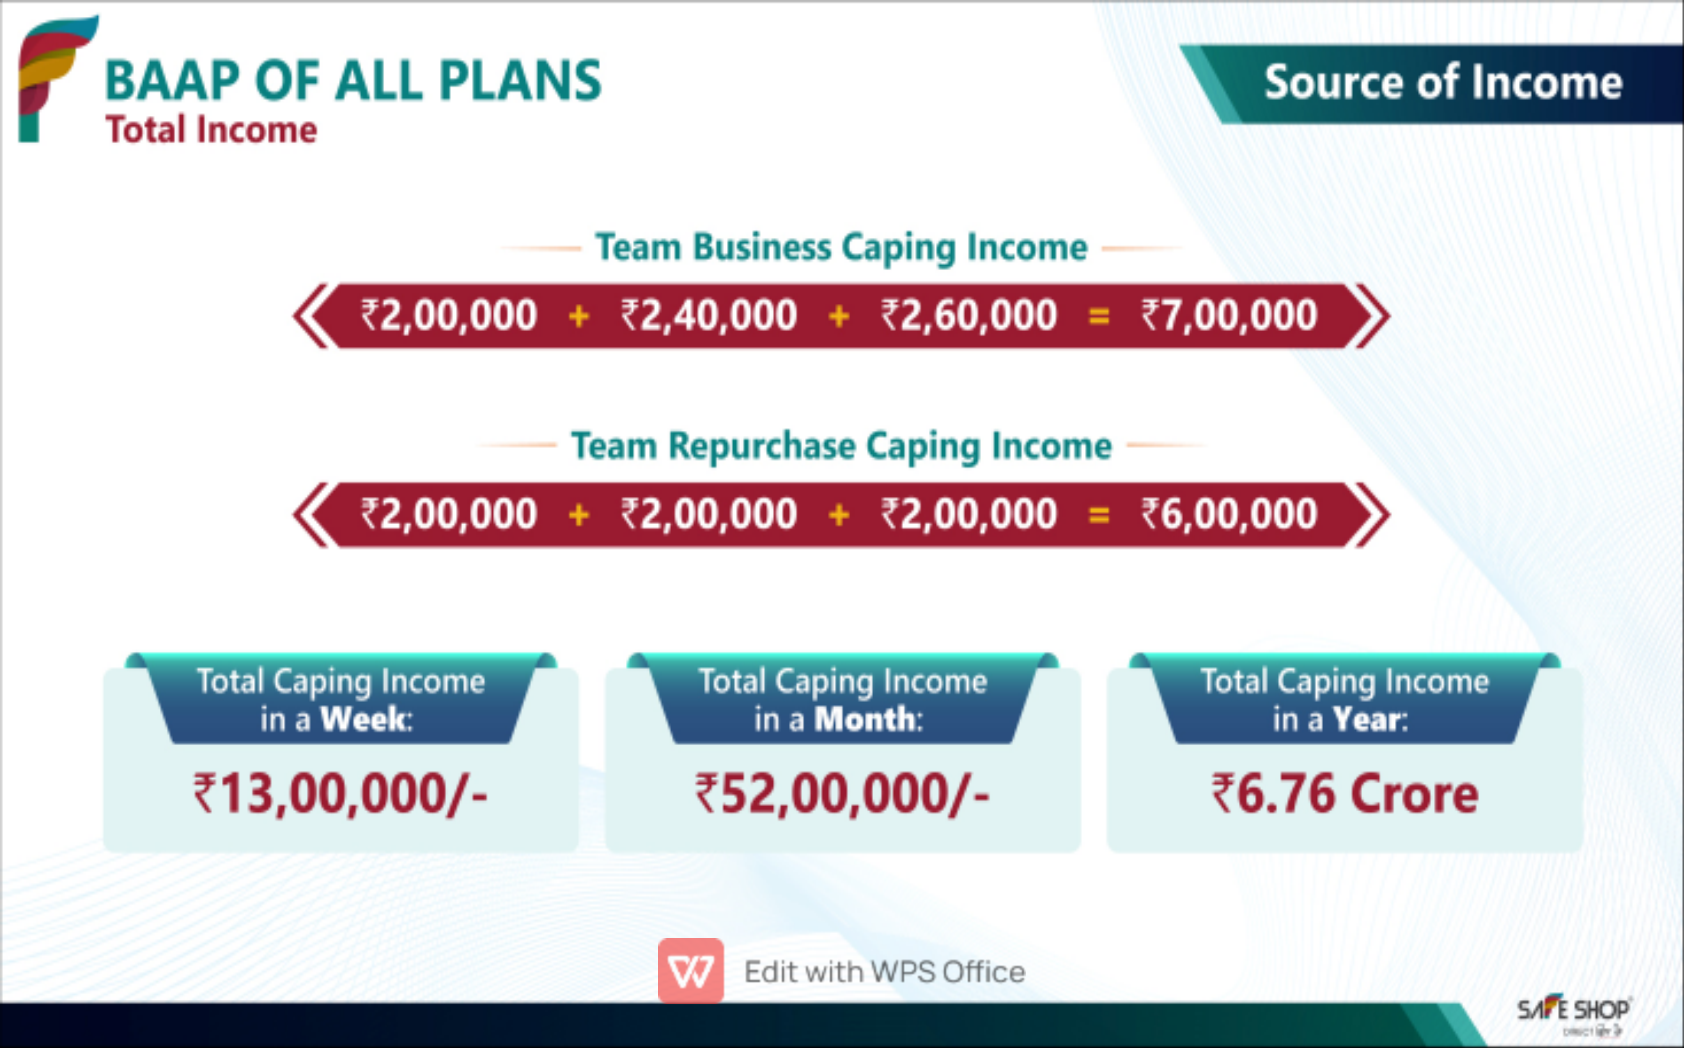 BAAP OF ALL PLANS
Total Income
Source of Income
Team Business Caping Income
₹2,00,000 + ₹2,40,000 + ₹2,60,000 = ₹7,00,000
Team Repurchase Caping Income
₹2,00,000 + ₹2,00,000 + ₹2,00,000 = ₹6,00,000
Total Caping Income
in a Week:
₹13,00,000/-
Total Caping Income
in a Month:
₹52,00,000/-
Total Caping Income
in a Year:
₹6.76 Crore
Edit with WPS Office
SAFE SHOP